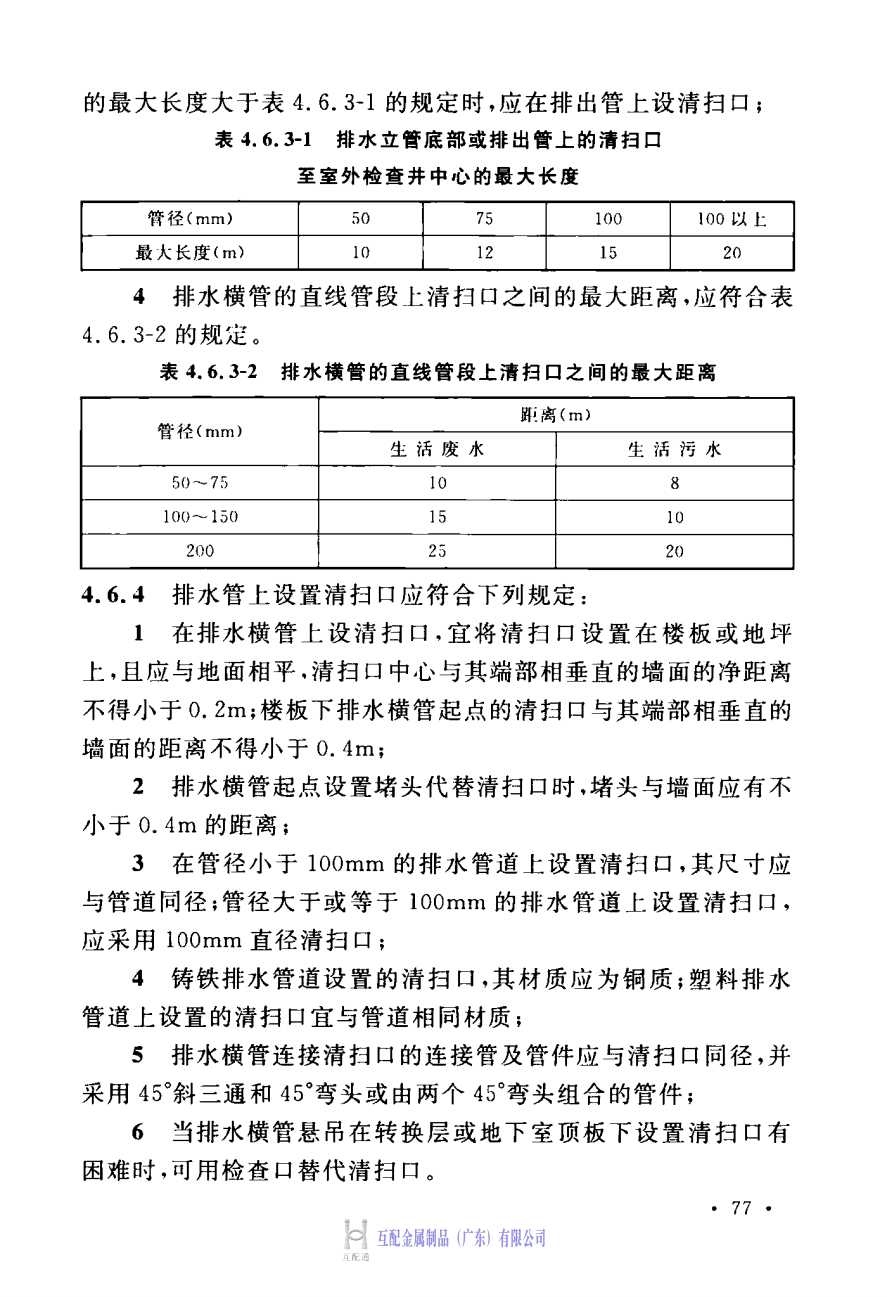 的最大长度大于表 4.6.3-1 的规定时,应在排出管上设清扫口;
表 4.6.3-1 排水立管底部或排出管上的清扫口
至室外检查井中心的最大长度
管径(mm) 50 75 100 100 以上
最大长度(m) 10 12 15 20
4 排水横管的直线管段上清扫口之间的最大距离,应符合表
4.6.3-2 的规定。
表 4.6.3-2 排水横管的直线管段上清扫口之间的最大距离
管径(mm) 距离(m)
生活废水 生活污水
50~75 10 8
100~150 15 10
200 25 20
4.6.4 排水管上设置清扫口应符合下列规定:
1 在排水横管上设清扫口,宜将清扫口设置在楼板或地坪
上,且应与地面相平,清扫口中心与其端部相垂直的墙面的净距离
不得小于 0.2m;楼板下排水横管起点的清扫口与其端部相垂直的
墙面的距离不得小于 0.4m;
2 排水横管起点设置堵头代替清扫口时,堵头与墙面应有不
小于 0.4m 的距离;
3 在管径小于 100mm 的排水管道上设置清扫口,其尺寸应
与管道同径;管径大于或等于 100mm 的排水管道上设置清扫口,
应采用 100mm 直径清扫口;
4 铸铁排水管道设置的清扫口,其材质应为铜质;塑料排水
管道上设置的清扫口宜与管道相同材质;
5 排水横管连接清扫口的连接管及管件应与清扫口同径,并
采用 45°斜三通和 45°弯头或由两个 45°弯头组合的管件;
6 当排水横管悬吊在转换层或地下室顶板下设置清扫口有
困难时,可用检查口替代清扫口。
• 77 •
互配金属制品(广东)有限公司
互配通